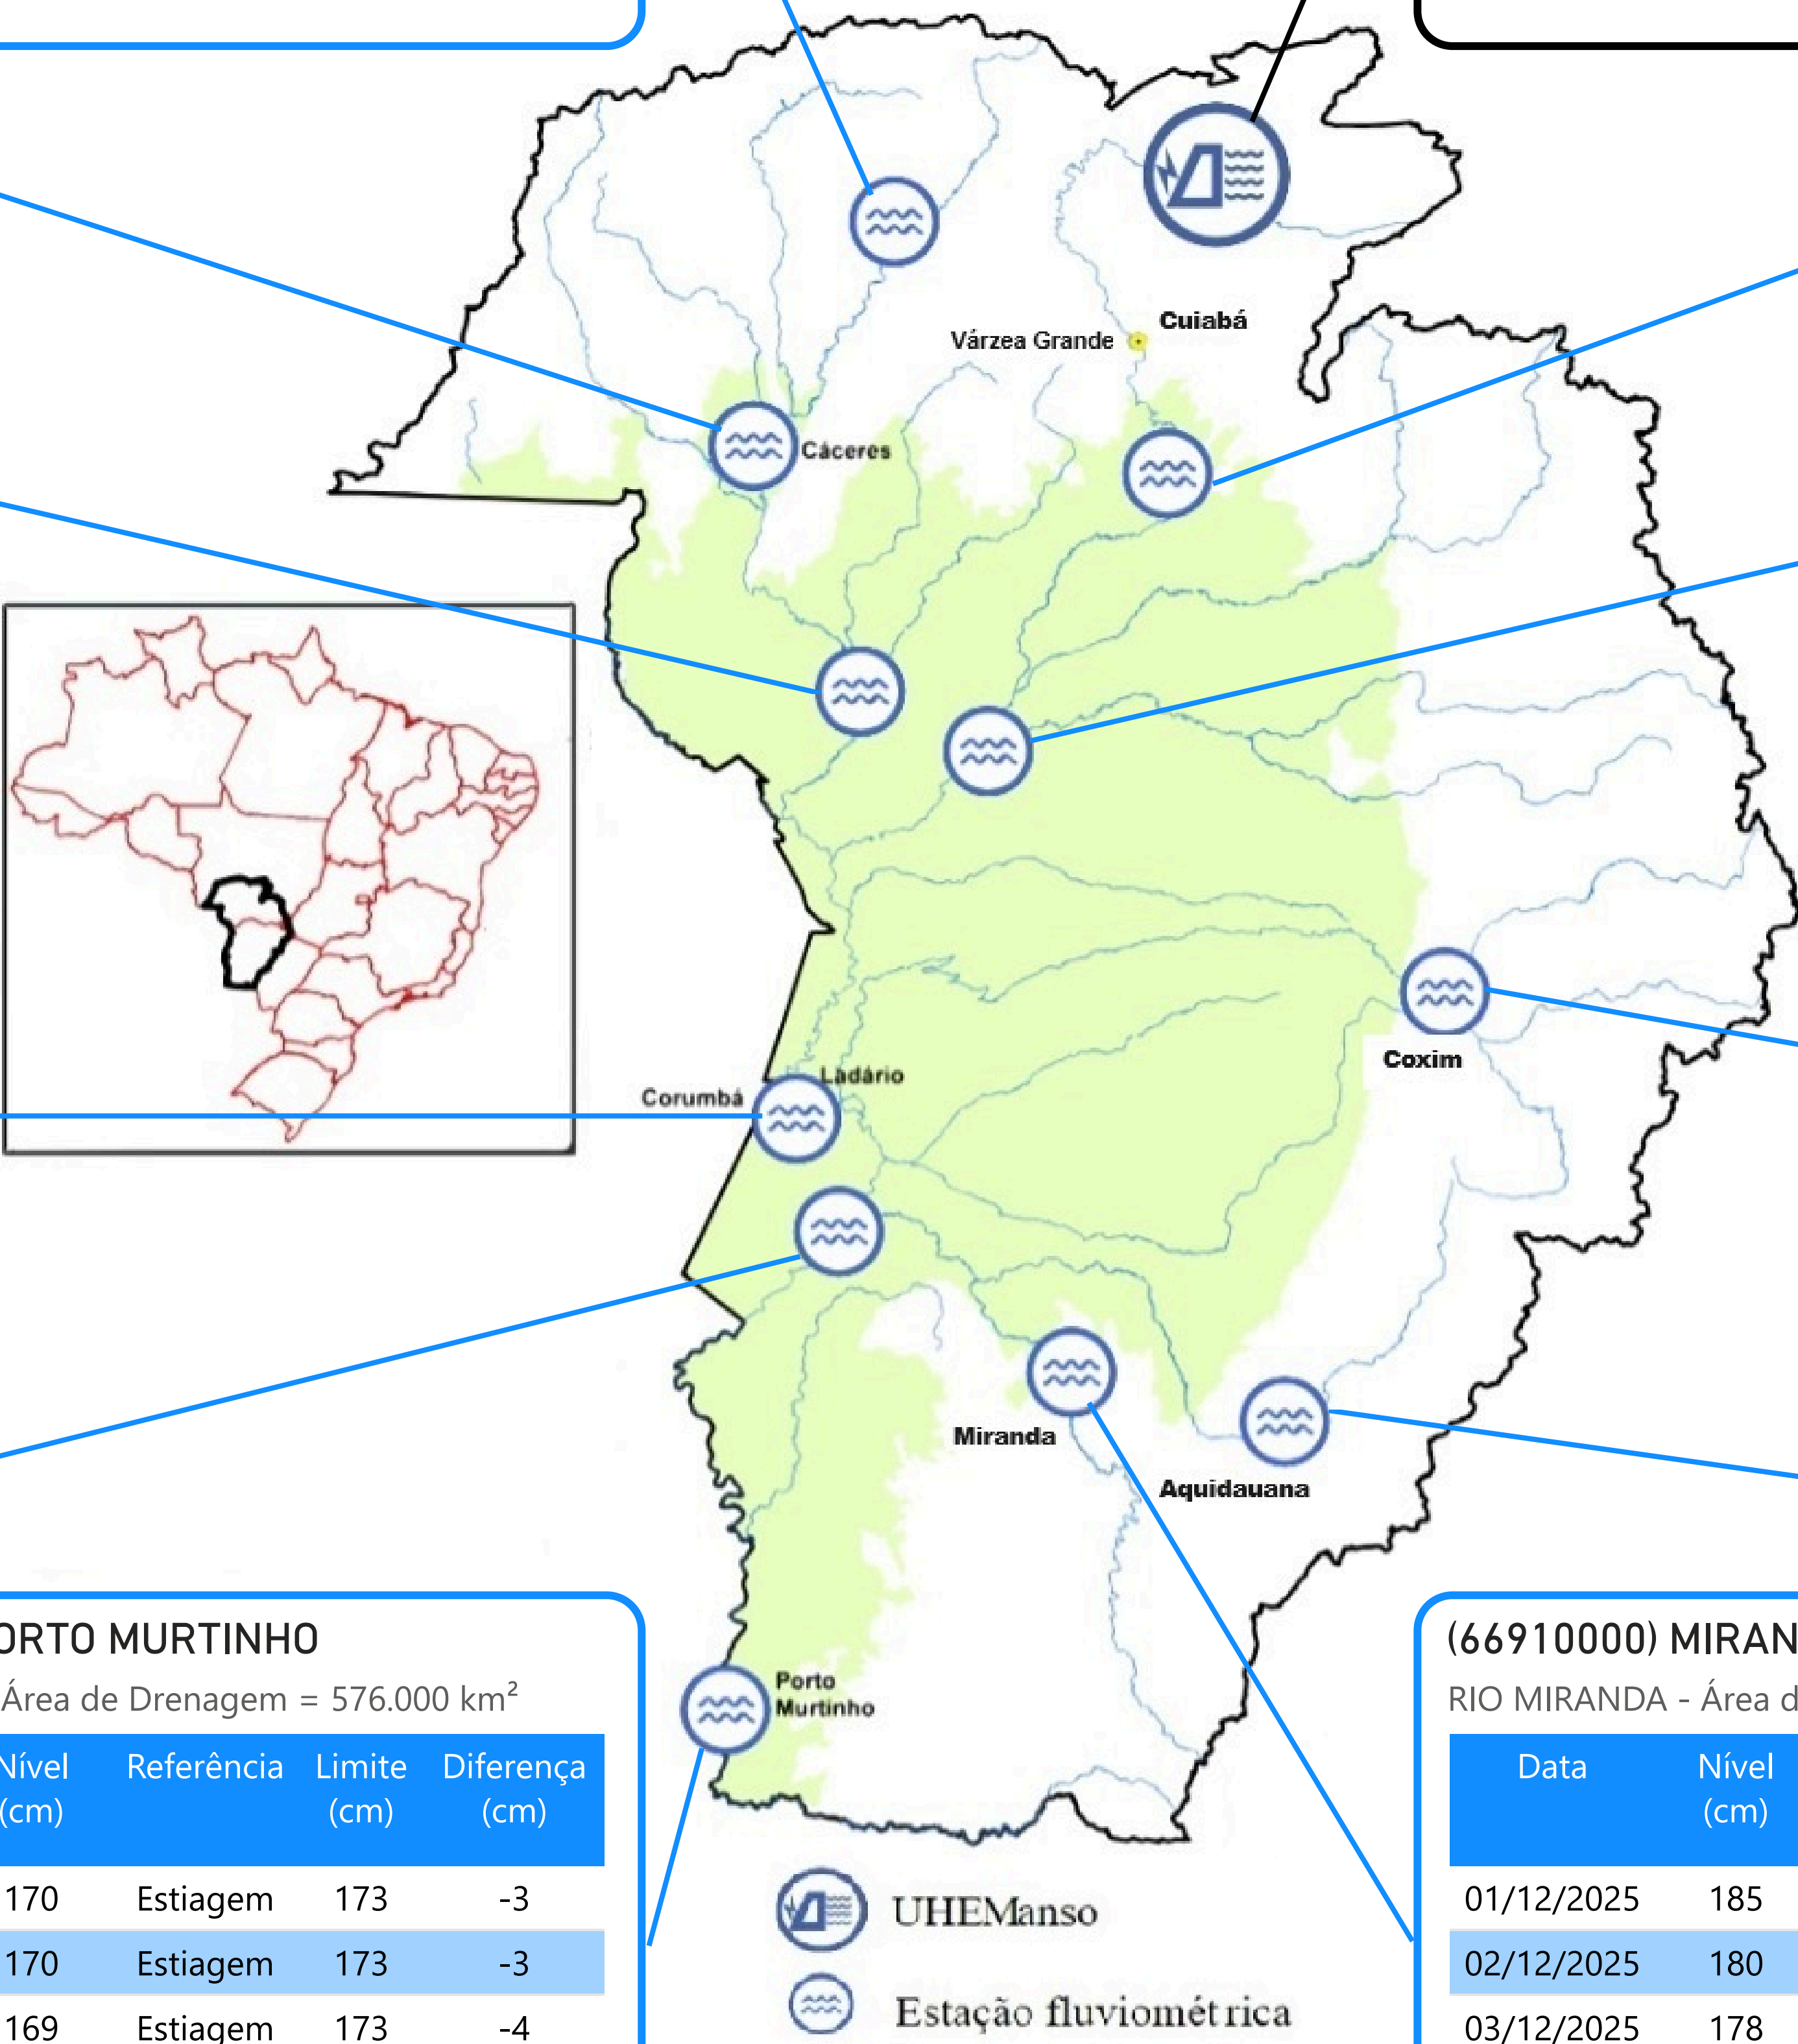 Cuiabá
Várzea Grande
Cáceres
Coxim
Ladário
Corumbá
Miranda
Aquidauana
Porto
Murtinho
ORTO MURTINHO
Área de Drenagem = 576.000 km²
Nível Referência Limite Diferença
(cm) (cm) (cm)
170 Estiagem 173 -3
170 Estiagem 173 -3
169 Estiagem 173 -4
UHEManso
Estação fluviométrica
(66910000) MIRAN
RIO MIRANDA - Área d
Data Nível
(cm)
01/12/2025 185
02/12/2025 180
03/12/2025 178